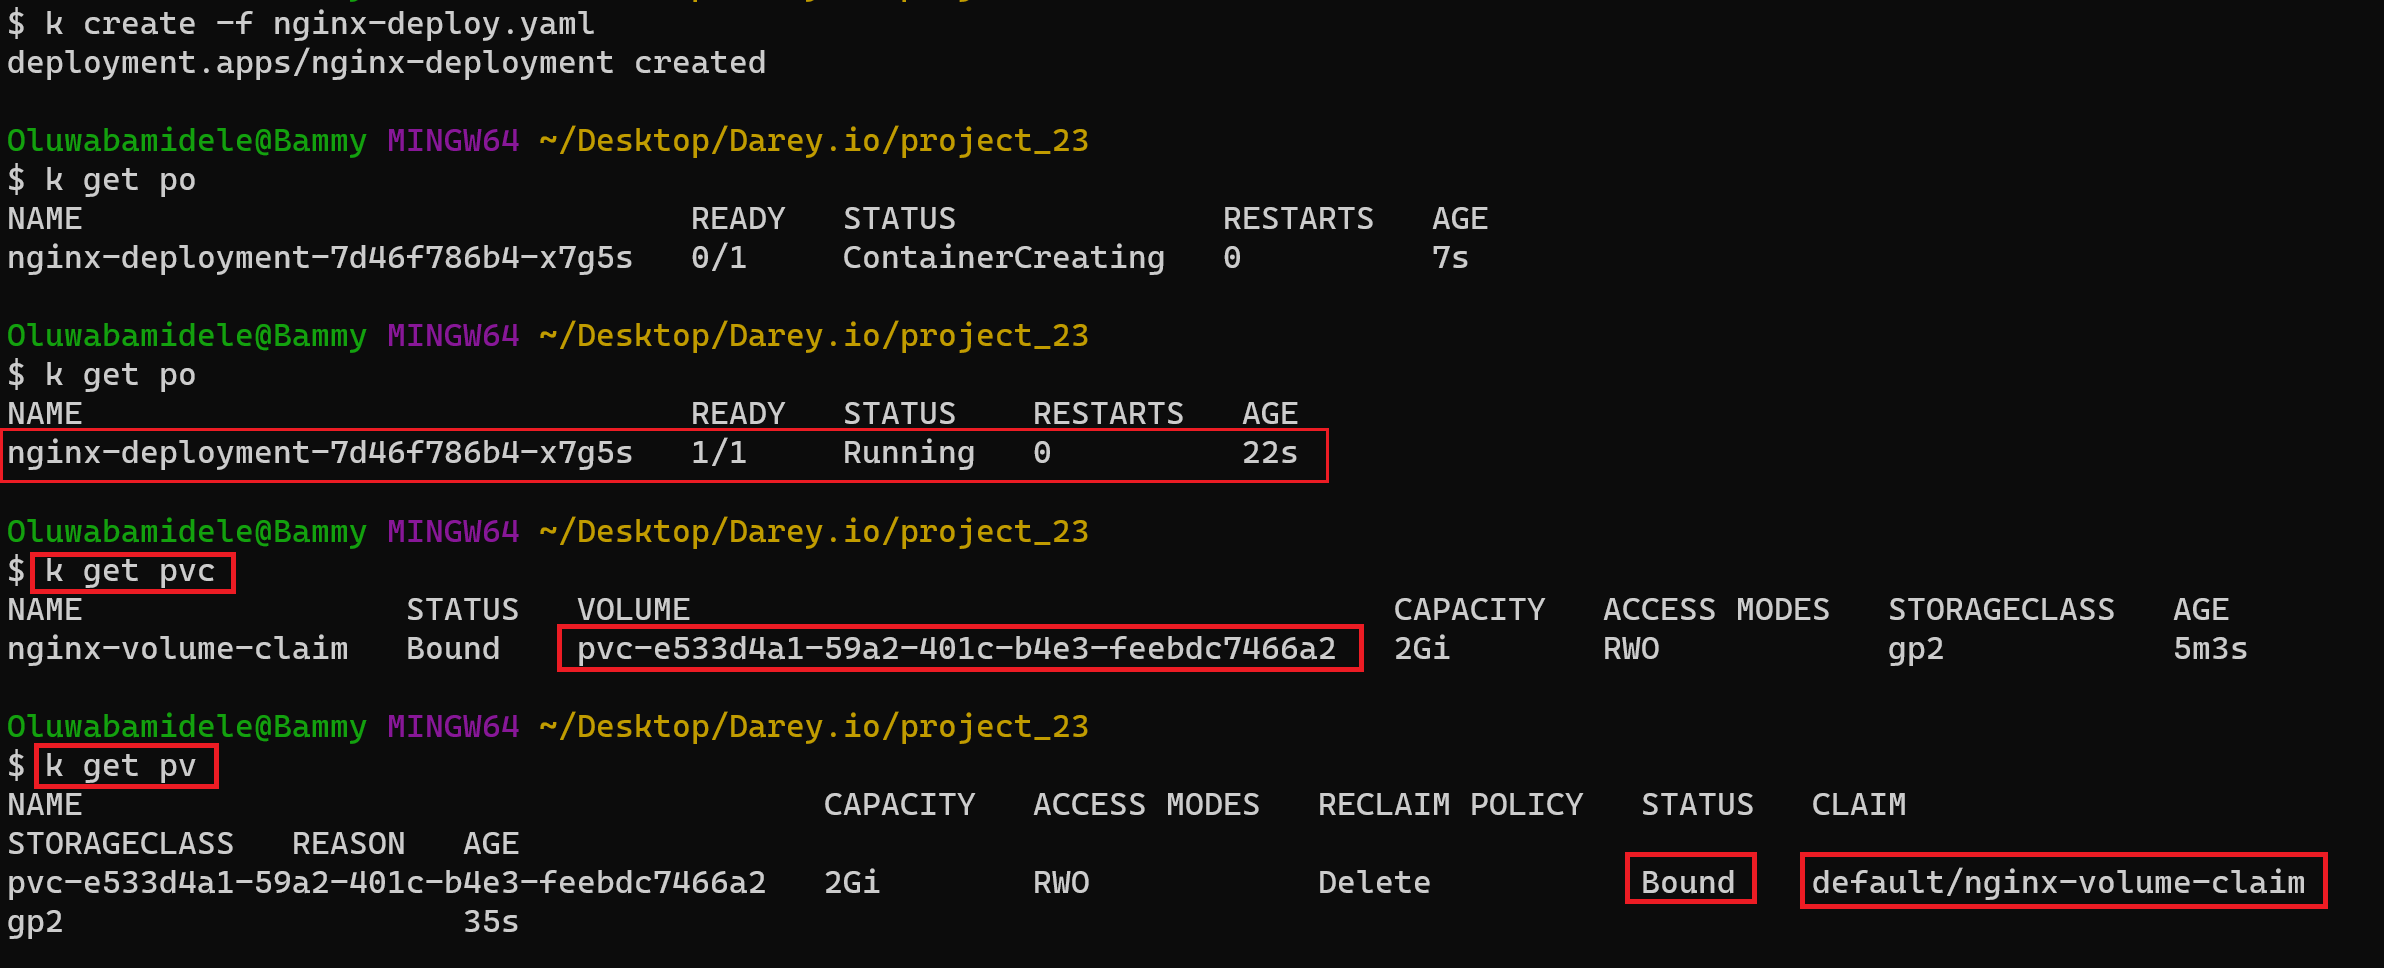 $ k create -f nginx-deploy.yaml
deployment.apps/nginx-deployment created
Oluwabamidele@Bammy MINGW64 ~/Desktop/Darey.io/project_23
$ k get po
NAME                                READY   STATUS              RESTARTS   AGE
nginx-deployment-7d46f786b4-x7g5s   0/1     ContainerCreating   0          7s
Oluwabamidele@Bammy MINGW64 ~/Desktop/Darey.io/project_23
$ k get po
NAME                                READY   STATUS    RESTARTS   AGE
nginx-deployment-7d46f786b4-x7g5s   1/1     Running   0          22s
Oluwabamidele@Bammy MINGW64 ~/Desktop/Darey.io/project_23
$ k get pvc
NAME                 STATUS   VOLUME                                     CAPACITY   ACCESS MODES   STORAGECLASS   AGE
nginx-volume-claim   Bound    pvc-e533d4a1-59a2-401c-b4e3-feebdc7466a2   2Gi        RWO            gp2            5m3s
Oluwabamidele@Bammy MINGW64 ~/Desktop/Darey.io/project_23
$ k get pv
NAME                                       CAPACITY   ACCESS MODES   RECLAIM POLICY   STATUS   CLAIM
STORAGECLASS   REASON   AGE
pvc-e533d4a1-59a2-401c-b4e3-feebdc7466a2   2Gi        RWO            Delete           Bound    default/nginx-volume-claim
gp2                     35s